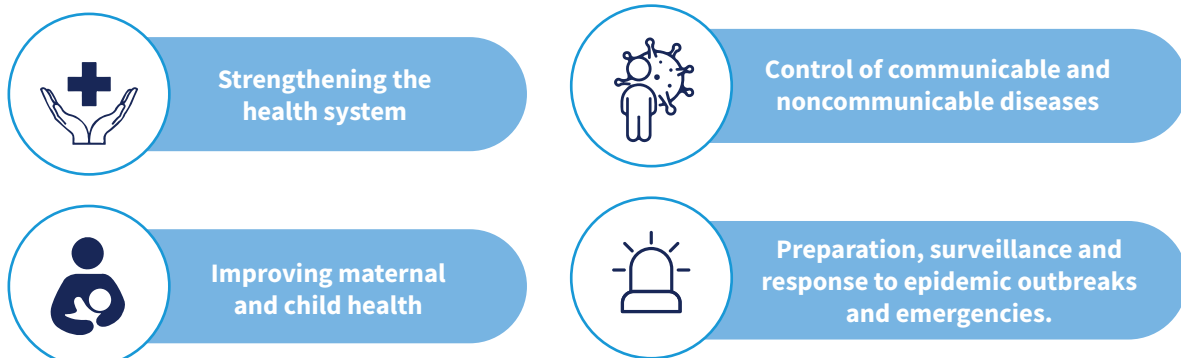 Strengthening the
health system
Control of communicable and
noncommunicable diseases
Improving maternal
and child health
Preparation, surveillance and
response to epidemic outbreaks
and emergencies.